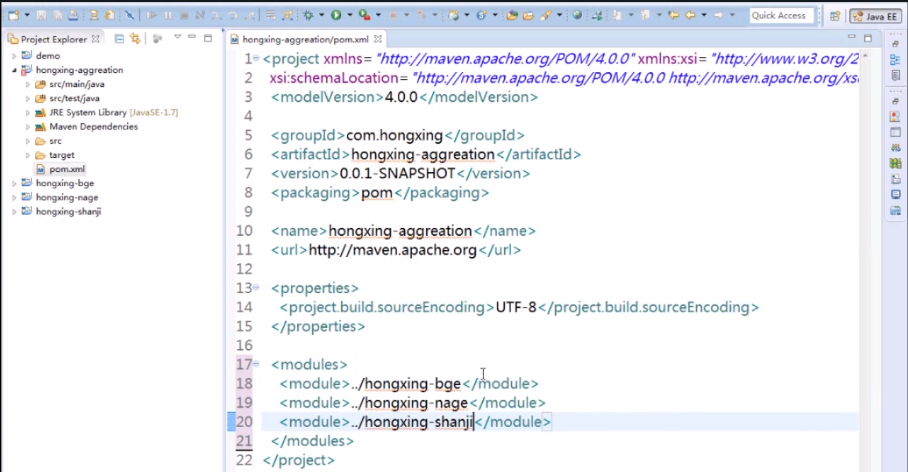 Quick Access
Java EE
Project Explorer
demo
hongxing-aggreation
src/main/java
src/test/java
JRE System Library [JavaSE-1.7]
Maven Dependencies
src
target
pom.xml
hongxing-bge
hongxing-nage
hongxing-shanji
hongxing-aggreation/pom.xml
1 <project xmlns="http://maven.apache.org/POM/4.0.0" xmlns:xsi="http://www.w3.org/2
2 xsi:schemaLocation="http://maven.apache.org/POM/4.0.0 http://maven.apache.org/xs
3 <modelVersion>4.0.0</modelVersion>
4
5 <groupId>com.hongxing</groupId>
6 <artifactId>hongxing-aggreation</artifactId>
7 <version>0.0.1-SNAPSHOT</version>
8 <packaging>pom</packaging>
9
10 <name>hongxing-aggreation</name>
11 <url>http://maven.apache.org</url>
12
13 <properties>
14 <project.build.sourceEncoding>UTF-8</project.build.sourceEncoding>
15 </properties>
16
17 <modules>
18 <module>../hongxing-bge</module>
19 <module>../hongxing-nage</module>
20 <module>../hongxing-shanji</module>
21 </modules>
22 </project>